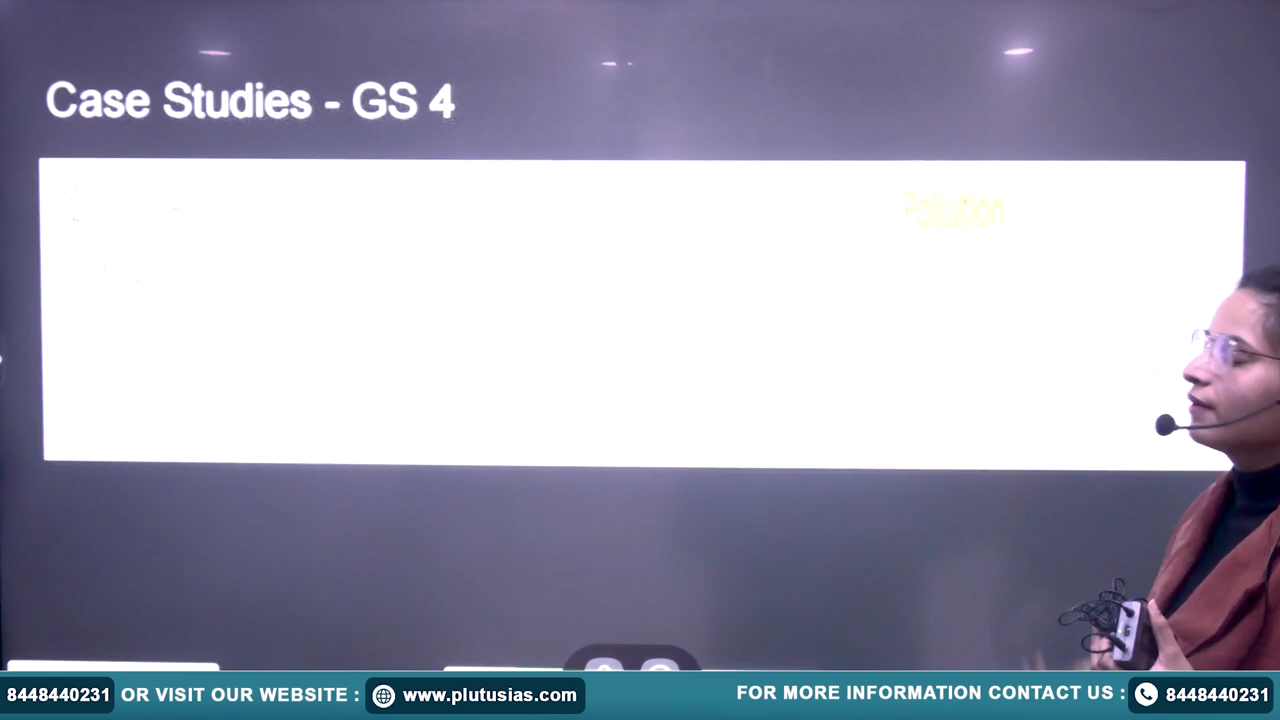 Case Studies - GS 4
Pollution
8448440231 OR VISIT OUR WEBSITE : www.plutusias.com FOR MORE INFORMATION CONTACT US : 8448440231